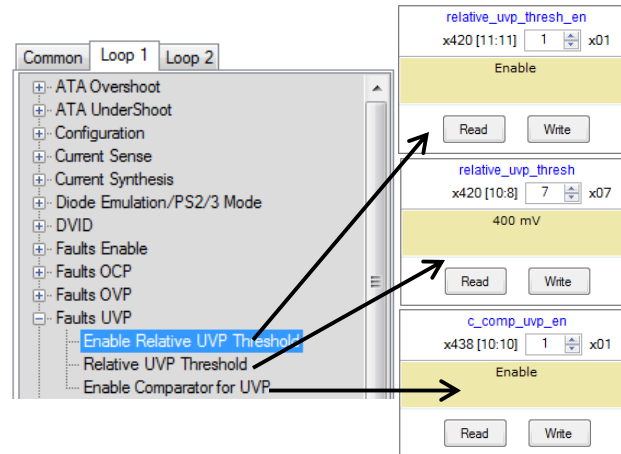 Common Loop 1 Loop 2
ATA Overshoot
ATA UnderShoot
Configuration
Current Sense
Current Synthesis
Diode Emulation/PS2/3 Mode
DVID
Faults Enable
Faults OCP
Faults OVP
Faults UVP
Enable Relative UVP Threshold
Relative UVP Threshold
Enable Comparator for UVP
relative_uvp_thresh_en
x420 [11:11] 1 x01
Enable
Read Write
relative_uvp_thresh
x420 [10:8] 7 x07
400 mV
Read Write
c_comp_uvp_en
x438 [10:10] 1 x01
Enable
Read Write